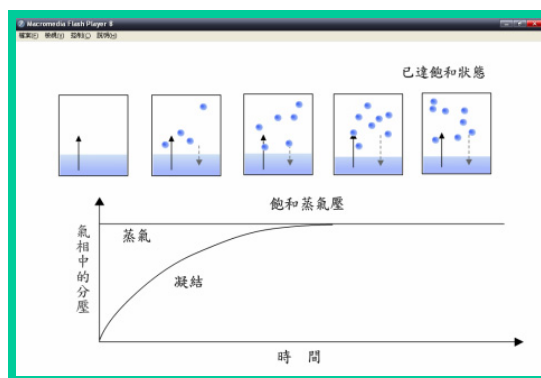 Macromedia Flash Player 8
檔案(F) 檢視(V) 控制(C) 說明(H)
已達飽和狀態
飽和蒸氣壓
蒸氣
凝結
氣相中的分壓
時 間